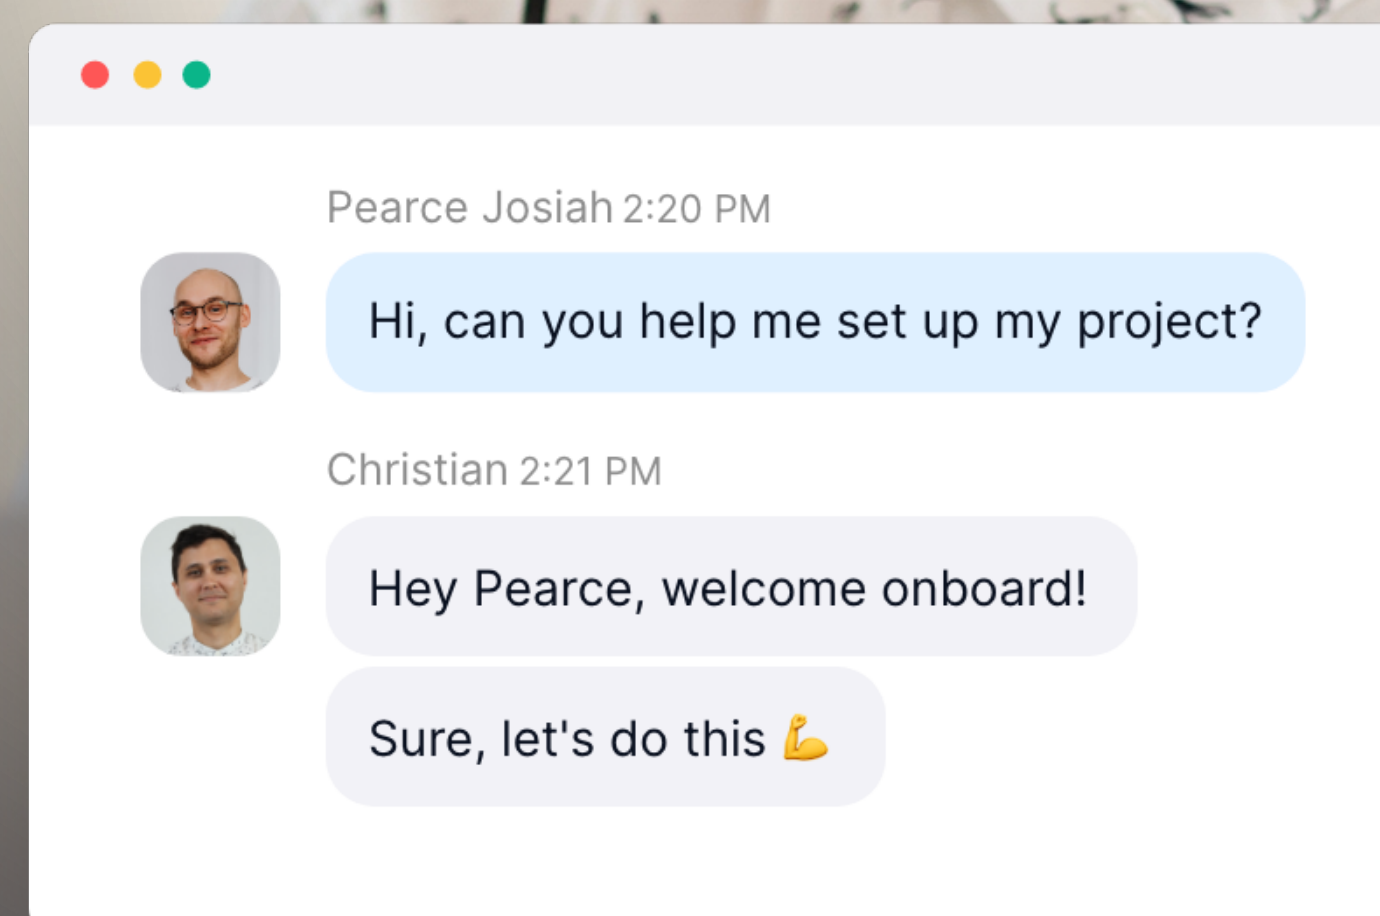 Pearce Josiah 2:20 PM
Hi, can you help me set up my project?
Christian 2:21 PM
Hey Pearce, welcome onboard!
Sure, let's do this 💪